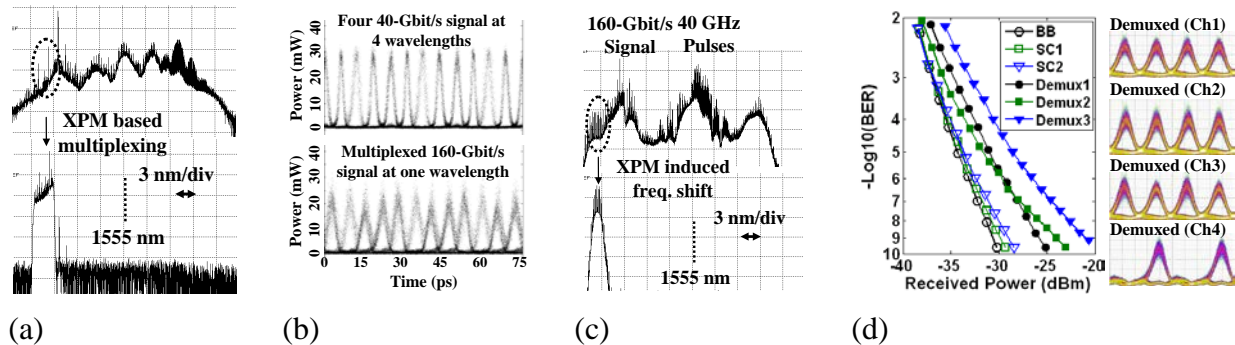 XPM based
multiplexing
3 nm/div
1555 nm
(a)
Four 40-Gbit/s signal at
4 wavelengths
Power (mW)
30
20
10
0
Multiplexed 160-Gbit/s
signal at one wavelength
Power (mW)
30
20
10
0
0 15 30 45 60 75
Time (ps)
(b)
160-Gbit/s 40 GHz
Signal Pulses
XPM induced
freq. shift
3 nm/div
1555 nm
(c)
-Log10(BER)
2
3
4
5
6
7
8
9
10
BB
SC1
SC2
Demux1
Demux2
Demux3
-40 -35 -30 -25 -20
Received Power (dBm)
Demuxed (Ch1)
Demuxed (Ch2)
Demuxed (Ch3)
Demuxed (Ch4)
(d)